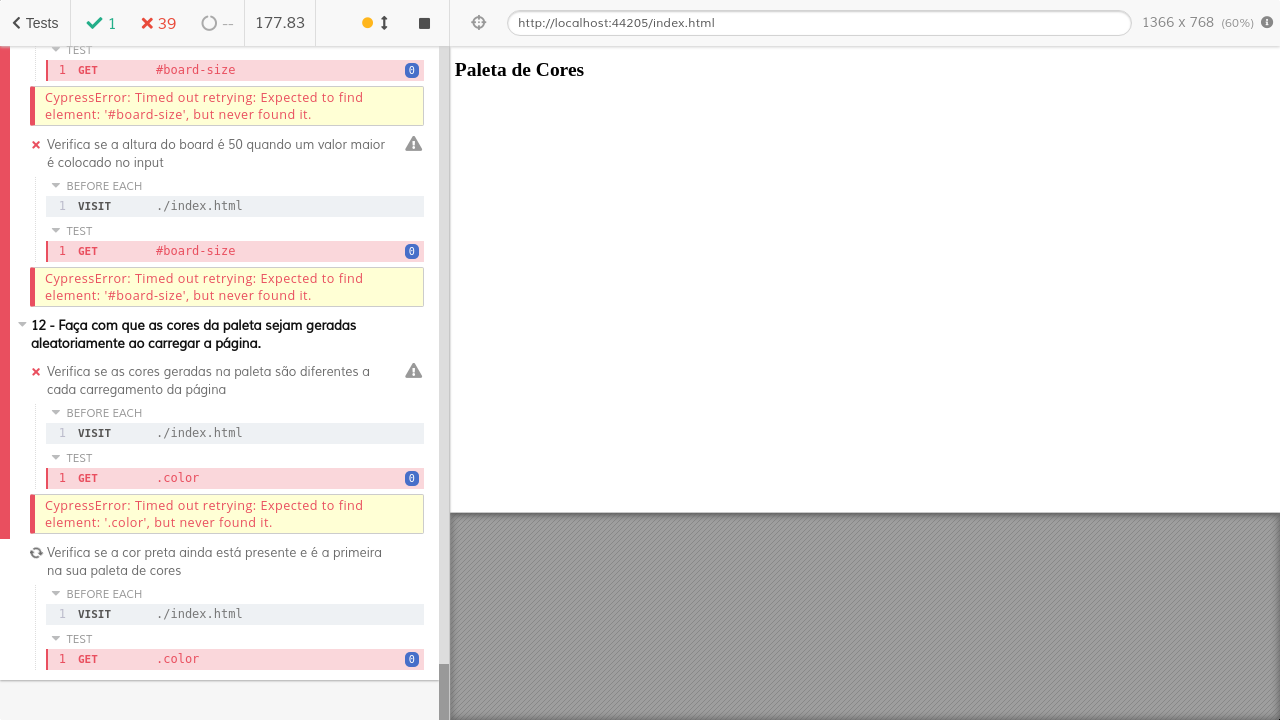 Tests
1
39
--
177.83
http://localhost:44205/index.html
1366 x 768 (60%)
TEST
1 GET #board-size 0
CypressError: Timed out retrying: Expected to find
element: '#board-size', but never found it.
Verifica se a altura do board é 50 quando um valor maior
é colocado no input
BEFORE EACH
1 VISIT ./index.html
TEST
1 GET #board-size 0
CypressError: Timed out retrying: Expected to find
element: '#board-size', but never found it.
12 - Faça com que as cores da paleta sejam geradas
aleatoriamente ao carregar a página.
Verifica se as cores geradas na paleta são diferentes a
cada carregamento da página
BEFORE EACH
1 VISIT ./index.html
TEST
1 GET .color 0
CypressError: Timed out retrying: Expected to find
element: '.color', but never found it.
Verifica se a cor preta ainda está presente e é a primeira
na sua paleta de cores
BEFORE EACH
1 VISIT ./index.html
TEST
1 GET .color 0
Paleta de Cores